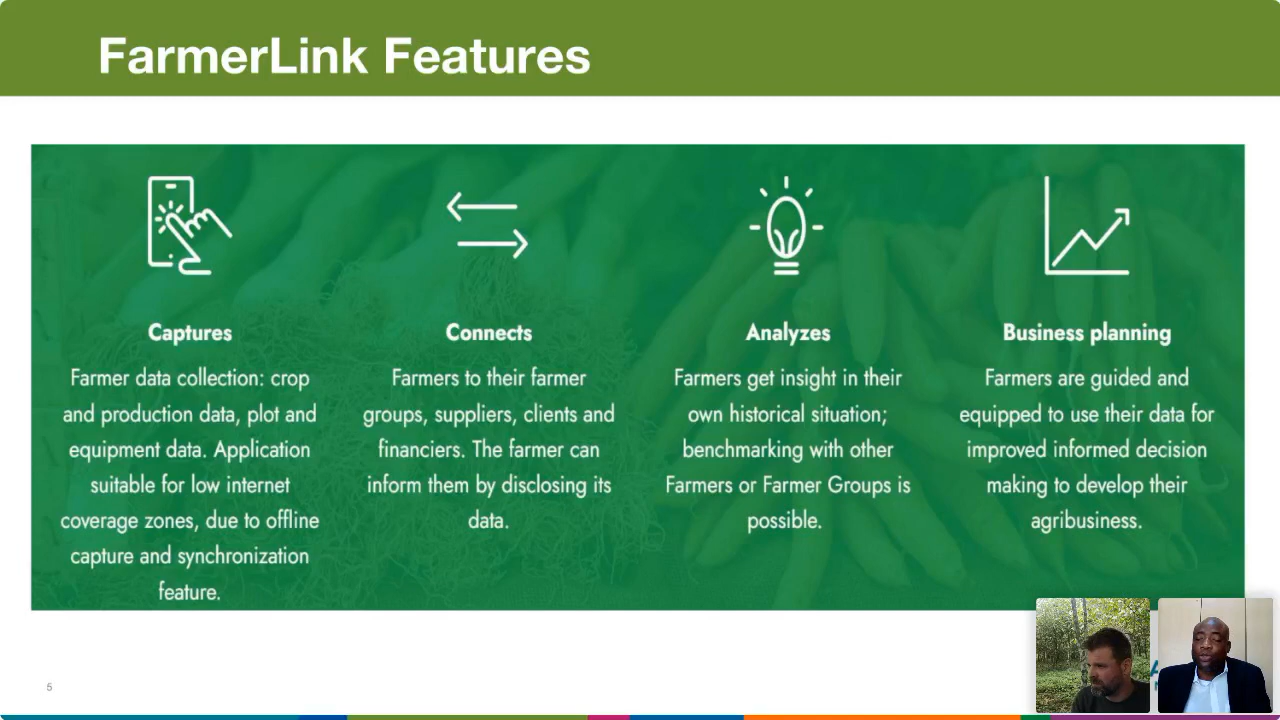 FarmerLink Features
Captures
Farmer data collection: crop
and production data, plot and
equipment data. Application
suitable for low internet
coverage zones, due to offline
capture and synchronization
feature.
Connects
Farmers to their farmer
groups, suppliers, clients and
financiers. The farmer can
inform them by disclosing its
data.
Analyzes
Farmers get insight in their
own historical situation;
benchmarking with other
Farmers or Farmer Groups is
possible.
Business planning
Farmers are guided and
equipped to use their data for
improved informed decision
making to develop their
agribusiness.
5